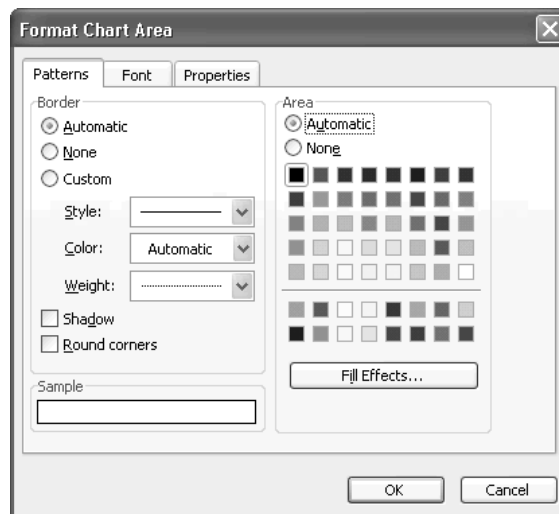 Format Chart Area
Patterns Font Properties
Border
Automatic
None
Custom
Style:
Color: Automatic
Weight:
Shadow
Round corners
Sample
Area
Automatic
None
Fill Effects...
OK Cancel